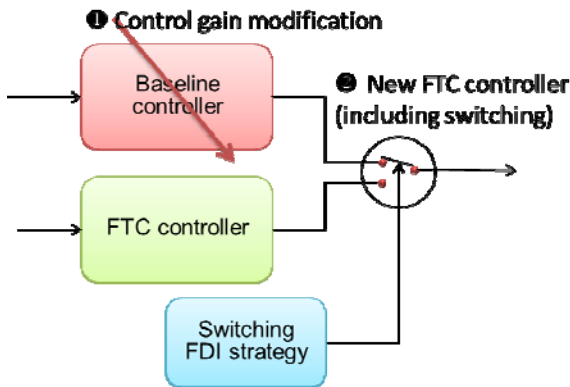 ❶ Control gain modification
Baseline
controller
❷ New FTC controller
(including switching)
FTC controller
Switching
FDI strategy